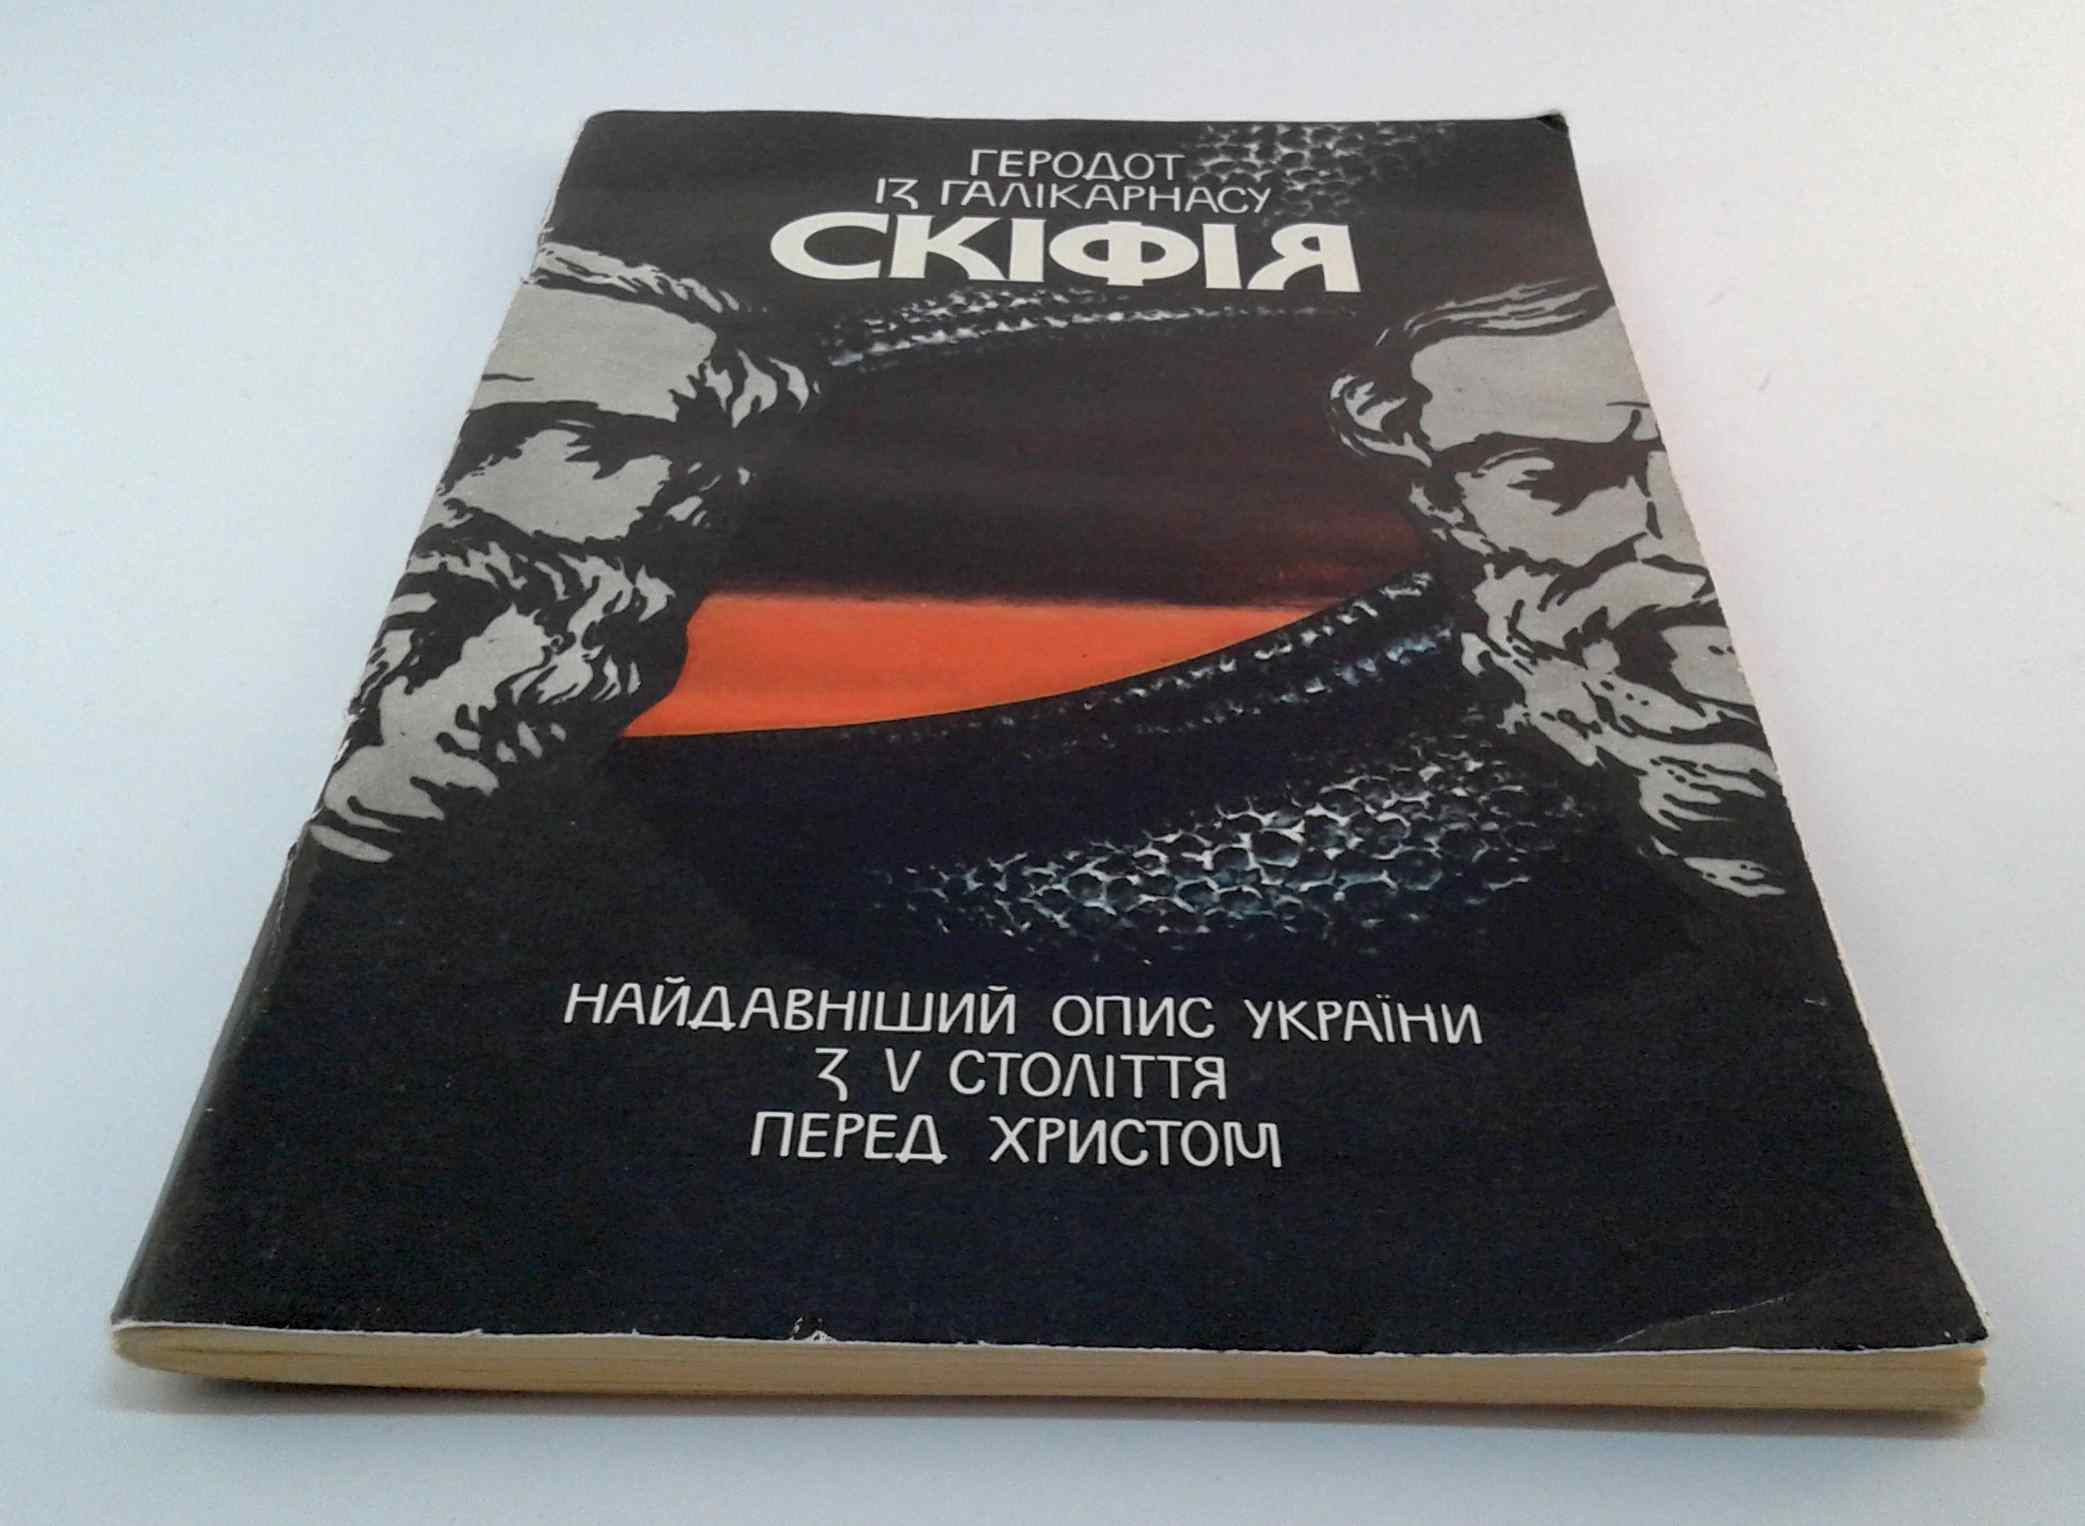 ГЕРОДОТ
ІЗ ГАЛІКАРНАСУ
СКІФІЯ
НАЙДАВНІШИЙ ОПИС УКРАЇНИ
З V СТОЛІТТЯ
ПЕРЕД ХРИСТОМ